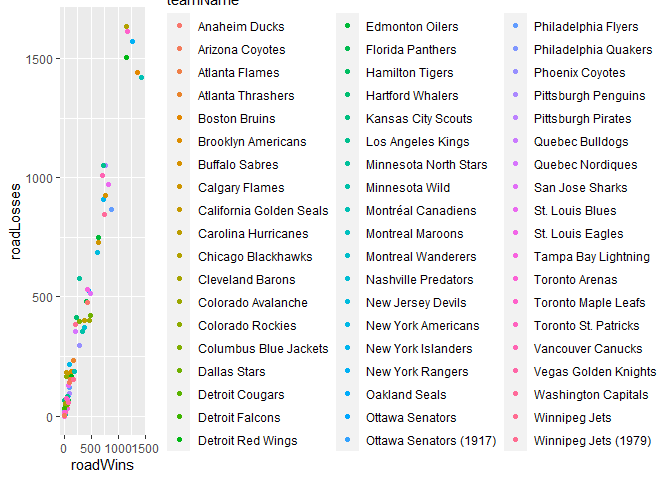 teamName
Anaheim Ducks
Arizona Coyotes
Atlanta Flames
Atlanta Thrashers
Boston Bruins
Brooklyn Americans
Buffalo Sabres
Calgary Flames
California Golden Seals
Carolina Hurricanes
Chicago Blackhawks
Cleveland Barons
Colorado Avalanche
Colorado Rockies
Columbus Blue Jackets
Dallas Stars
Detroit Cougars
Detroit Falcons
Detroit Red Wings
Edmonton Oilers
Florida Panthers
Hamilton Tigers
Hartford Whalers
Kansas City Scouts
Los Angeles Kings
Minnesota North Stars
Minnesota Wild
Montréal Canadiens
Montreal Maroons
Montreal Wanderers
Nashville Predators
New Jersey Devils
New York Americans
New York Islanders
New York Rangers
Oakland Seals
Ottawa Senators
Ottawa Senators (1917)
Philadelphia Flyers
Philadelphia Quakers
Phoenix Coyotes
Pittsburgh Penguins
Pittsburgh Pirates
Quebec Bulldogs
Quebec Nordiques
San Jose Sharks
St. Louis Blues
St. Louis Eagles
Tampa Bay Lightning
Toronto Arenas
Toronto Maple Leafs
Toronto St. Patricks
Vancouver Canucks
Vegas Golden Knights
Washington Capitals
Winnipeg Jets
Winnipeg Jets (1979)
roadLosses
1500
1000
500
0
0 500 1000 1500
roadWins